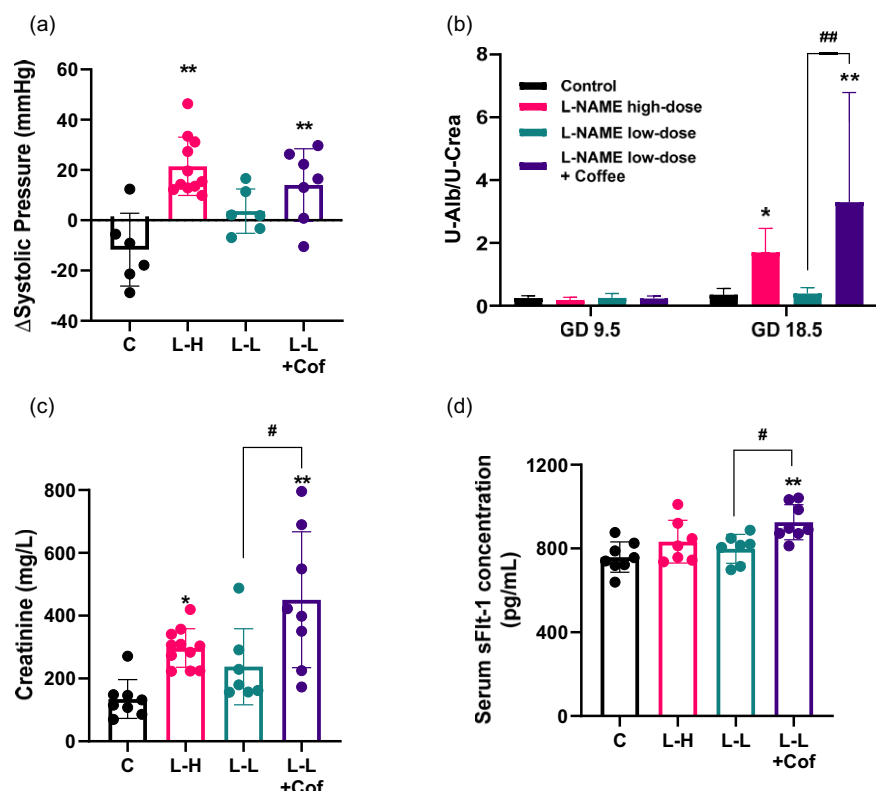 (a)
ΔSystolic Pressure (mmHg)
60
40
20
0
-20
-40
**
**
C
L-H
L-L
L-L
+Cof
(b)
U-Alb/U-Crea
8
6
4
2
0
Control
L-NAME high-dose
L-NAME low-dose
L-NAME low-dose
+ Coffee
##
**
*
GD 9.5
GD 18.5
(c)
Creatinine (mg/L)
800
600
400
200
0
#
**
*
C
L-H
L-L
L-L
+Cof
(d)
Serum sFlt-1 concentration
(pg/mL)
1200
800
400
0
#
**
C
L-H
L-L
L-L
+Cof